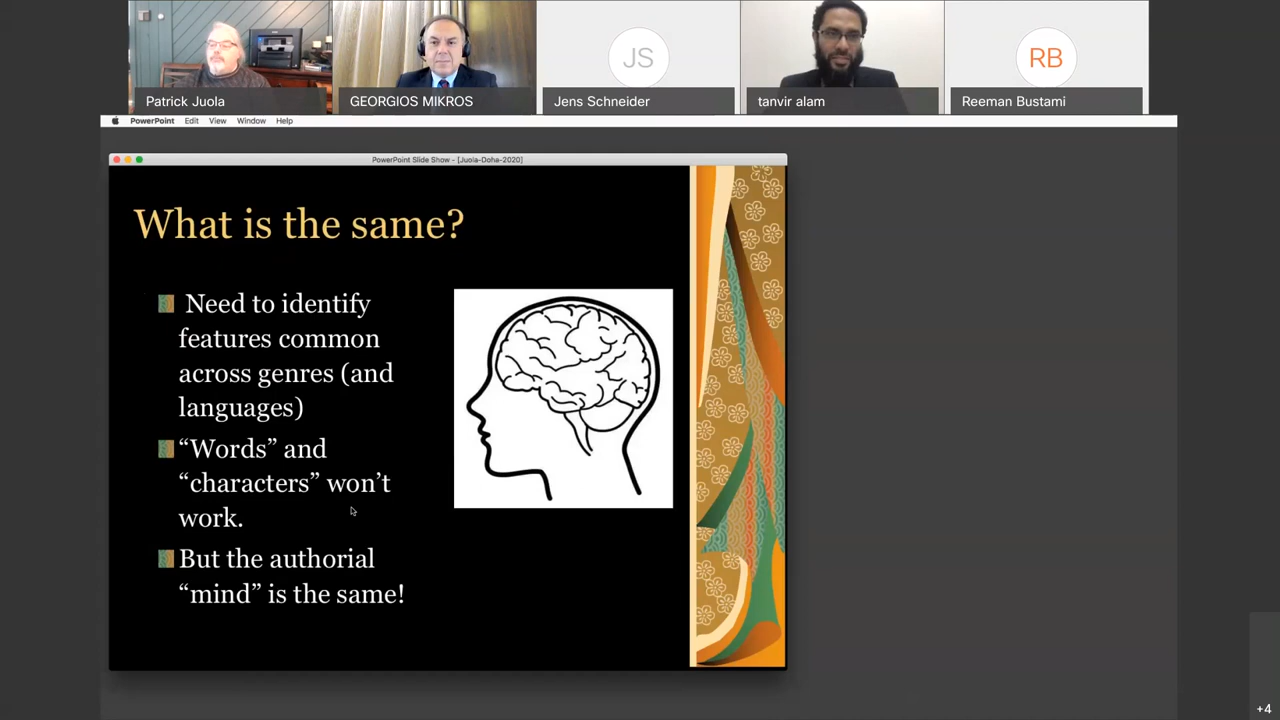 JS
RB
Patrick Juola
GEORGIOS MIKROS
Jens Schneider
tanvir alam
Reeman Bustami
PowerPoint Edit View Window Help
PowerPoint Slide Show - [Juola-Doha-2020]
What is the same?
Need to identify
features common
across genres (and
languages)
“Words” and
“characters” won’t
work.
But the authorial
“mind” is the same!
+4